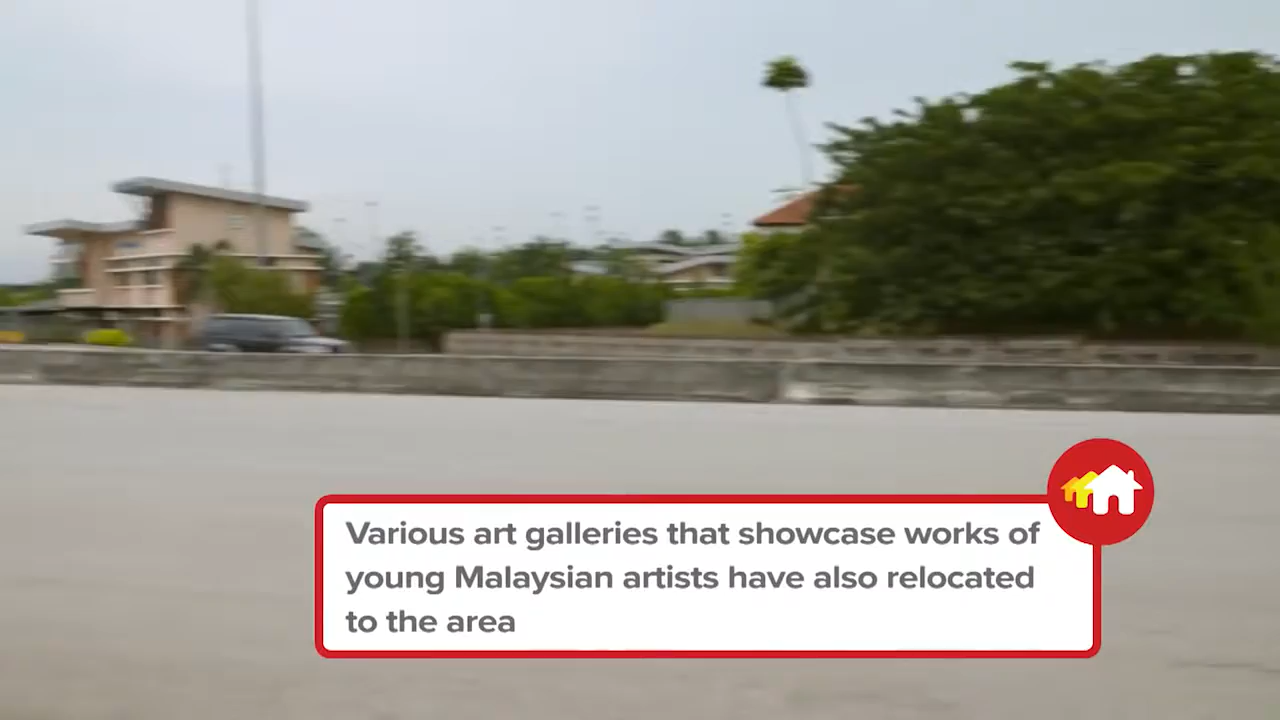 Various art galleries that showcase works of
young Malaysian artists have also relocated
to the area